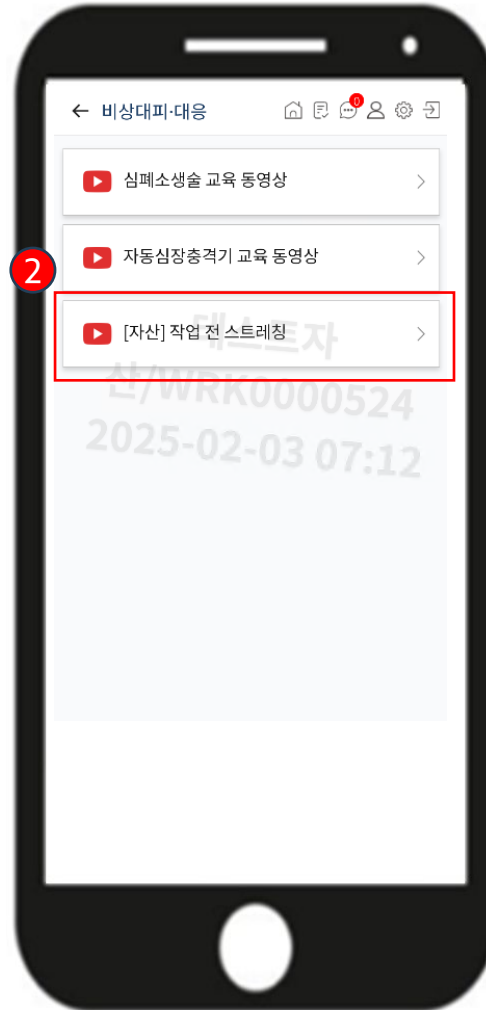 비상대피·대응
0
심폐소생술 교육 동영상
자동심장충격기 교육 동영상
2
[자산] 작업 전 스트레칭
테스트자
산/WRK0000524
2025-02-03 07:12